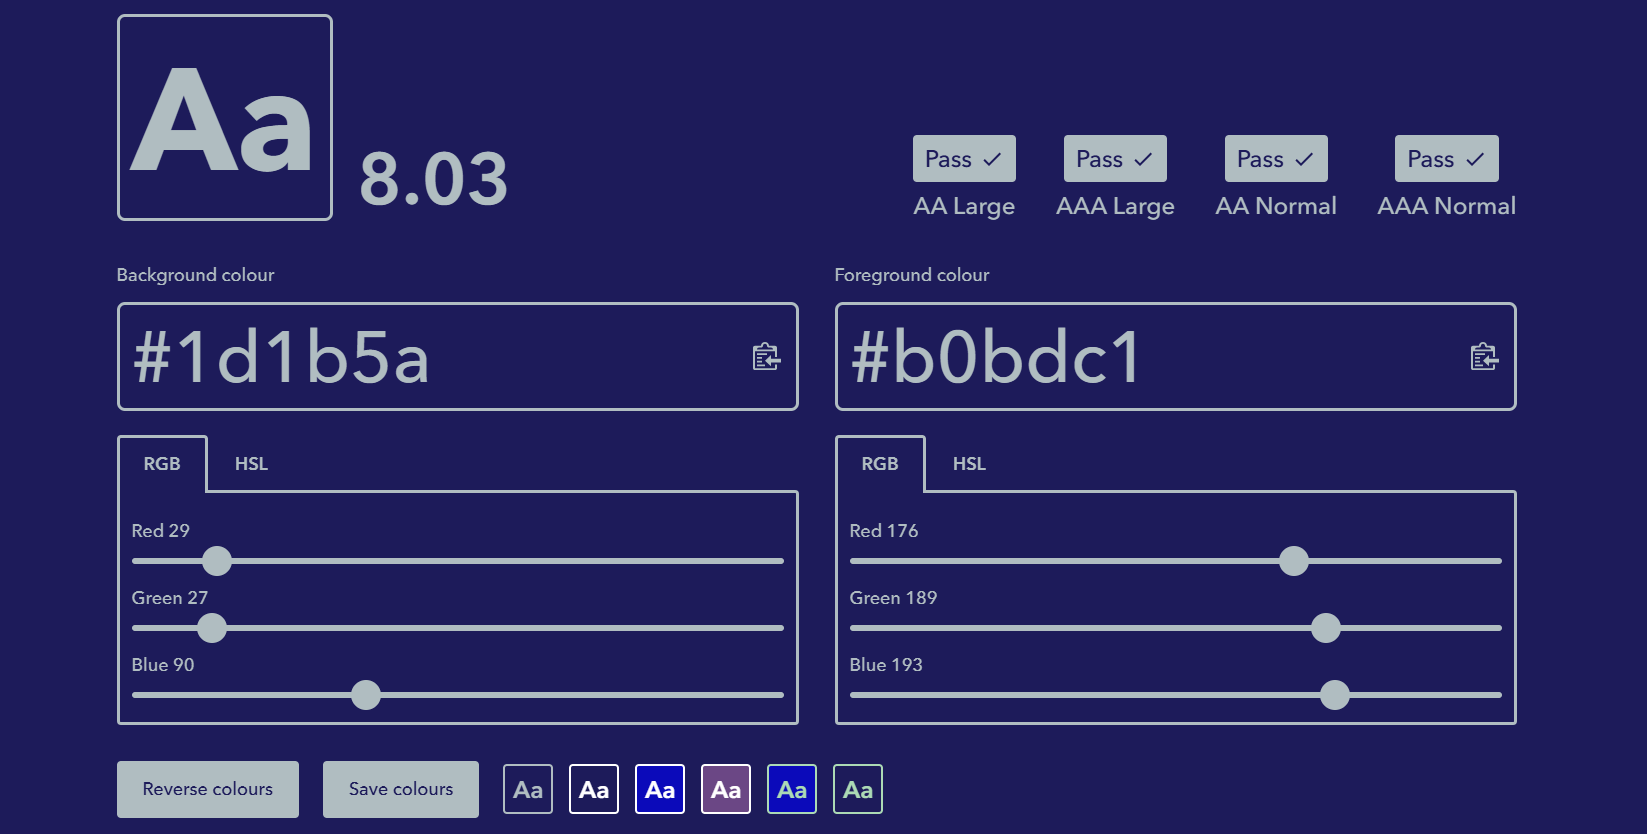 Aa
8.03
Pass
Pass
Pass
Pass
AA Large
AAA Large
AA Normal
AAA Normal
Background colour
#1d1b5a
Foreground colour
#b0bdc1
RGB HSL
Red 29
Green 27
Blue 90
RGB HSL
Red 176
Green 189
Blue 193
Reverse colours
Save colours
Aa
Aa
Aa
Aa
Aa
Aa